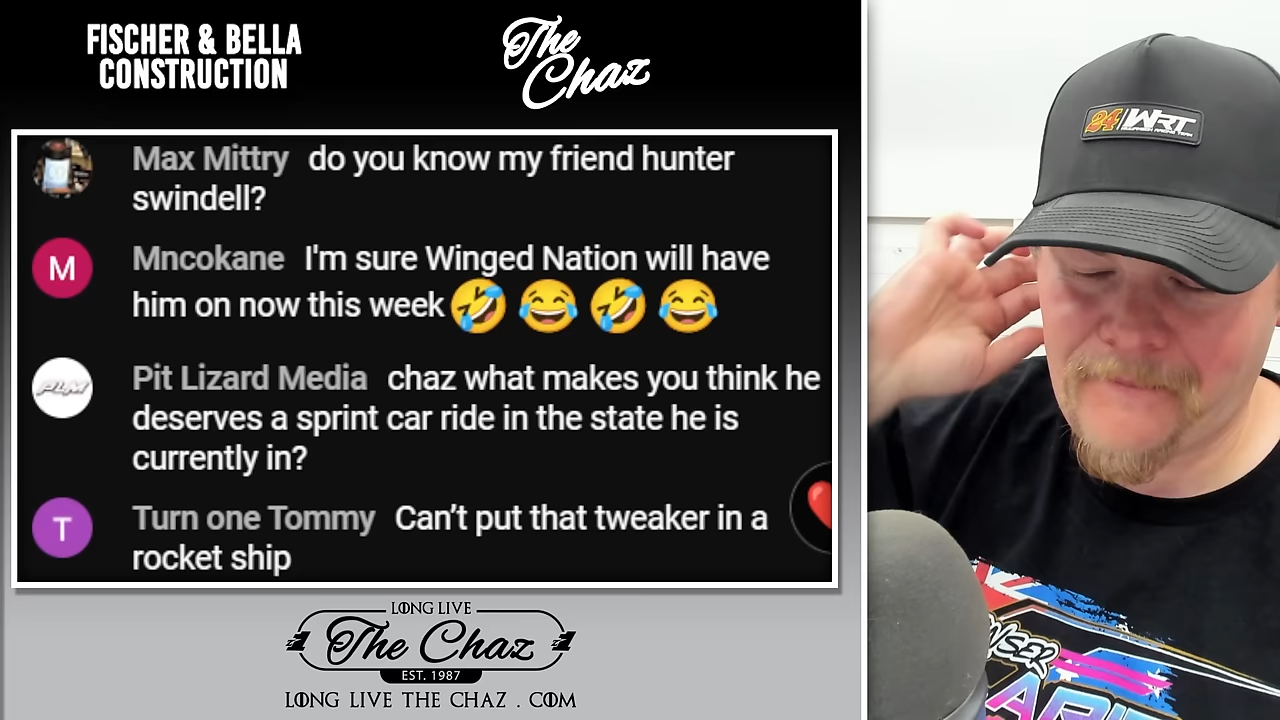 FISCHER & BELLA
CONSTRUCTION
The
Chaz
Max Mittry do you know my friend hunter
swindell?
M
Mncokane I'm sure Winged Nation will have
him on now this week🤣 😂 🤣 😂
PLM
Pit Lizard Media chaz what makes you think he
deserves a sprint car ride in the state he is
currently in?
T
Turn one Tommy Can't put that tweaker in a
rocket ship
LONG LIVE
The Chaz
EST. 1987
LONG LIVE THE CHAZ . COM
24 WRT